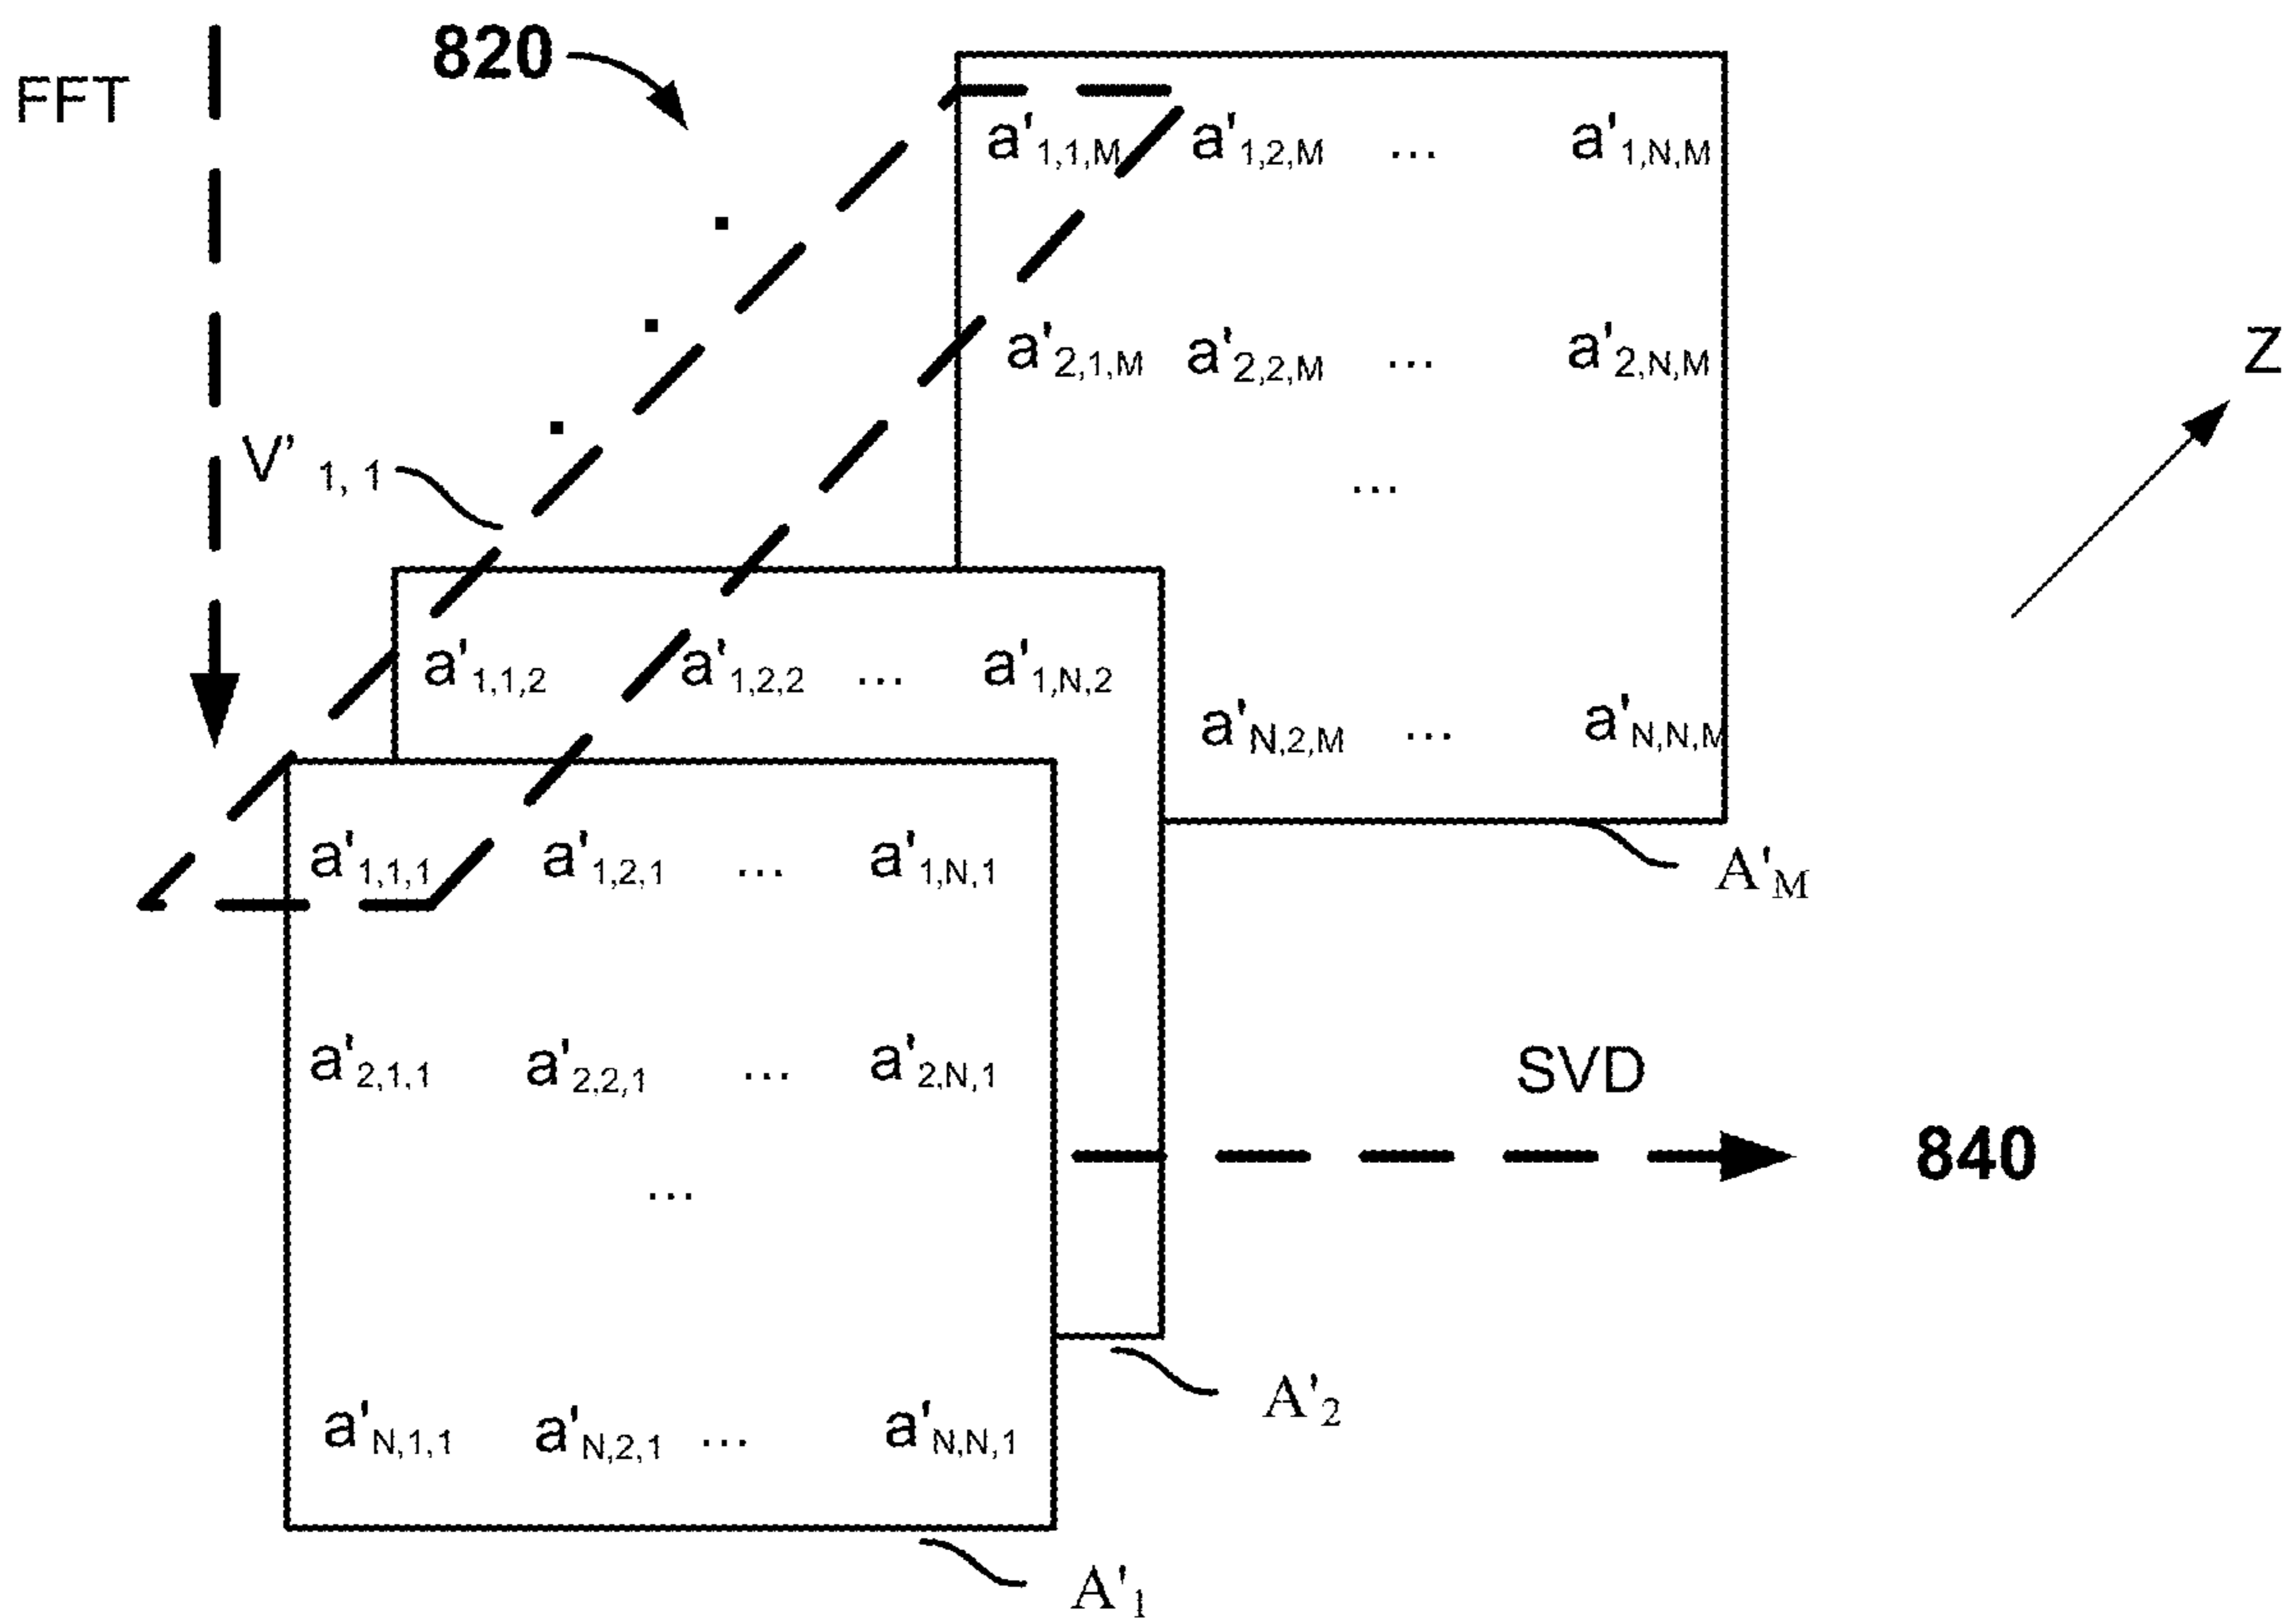 820
FFT
a'1,1,M a'1,2,M ... a'1,N,M
Z
a'2,1,M a'2,2,M ... a'2,N,M
V' 1, 1
...
a'1,1,2 a'1,2,2 ... a'1,N,2
a'N,2,M ... a'N,N,M
a'1,1,1 a'1,2,1 ... a'1,N,1
A'M
a'2,1,1 a'2,2,1 ... a'2,N,1
SVD
840
...
A'2
a'N,1,1 a'N,2,1 ... a'N,N,1
A'1